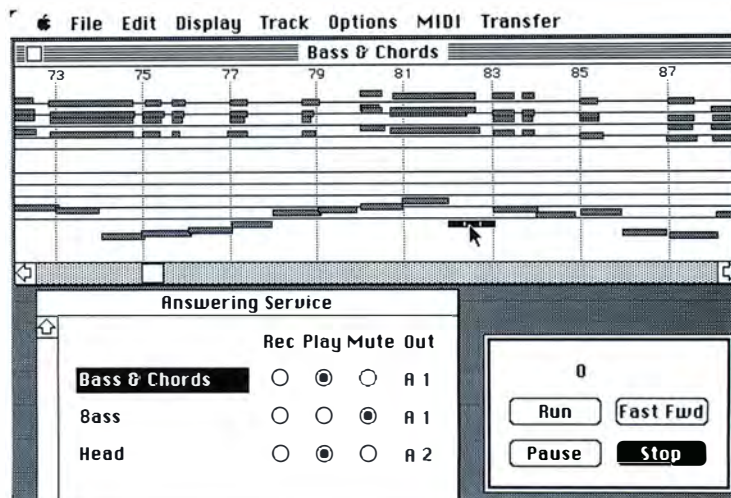 File Edit Display Track Options MIDI Transfer
Bass & Chords
73 75 77 79 81 83 85 87
Answering Service
Rec Play Mute Out
Bass & Chords A 1
Bass A 1
Head A 2
0
Run Fast Fwd
Pause Stop